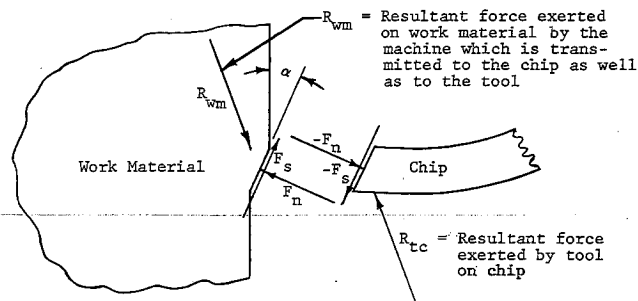 R_wm = Resultant force exerted
on work material by the
machine which is trans-
mitted to the chip as well
as to the tool
α
R_wm
-F_n
Work Material
F_s
-F_s
Chip
F_n
R_tc = Resultant force
exerted by tool
on chip